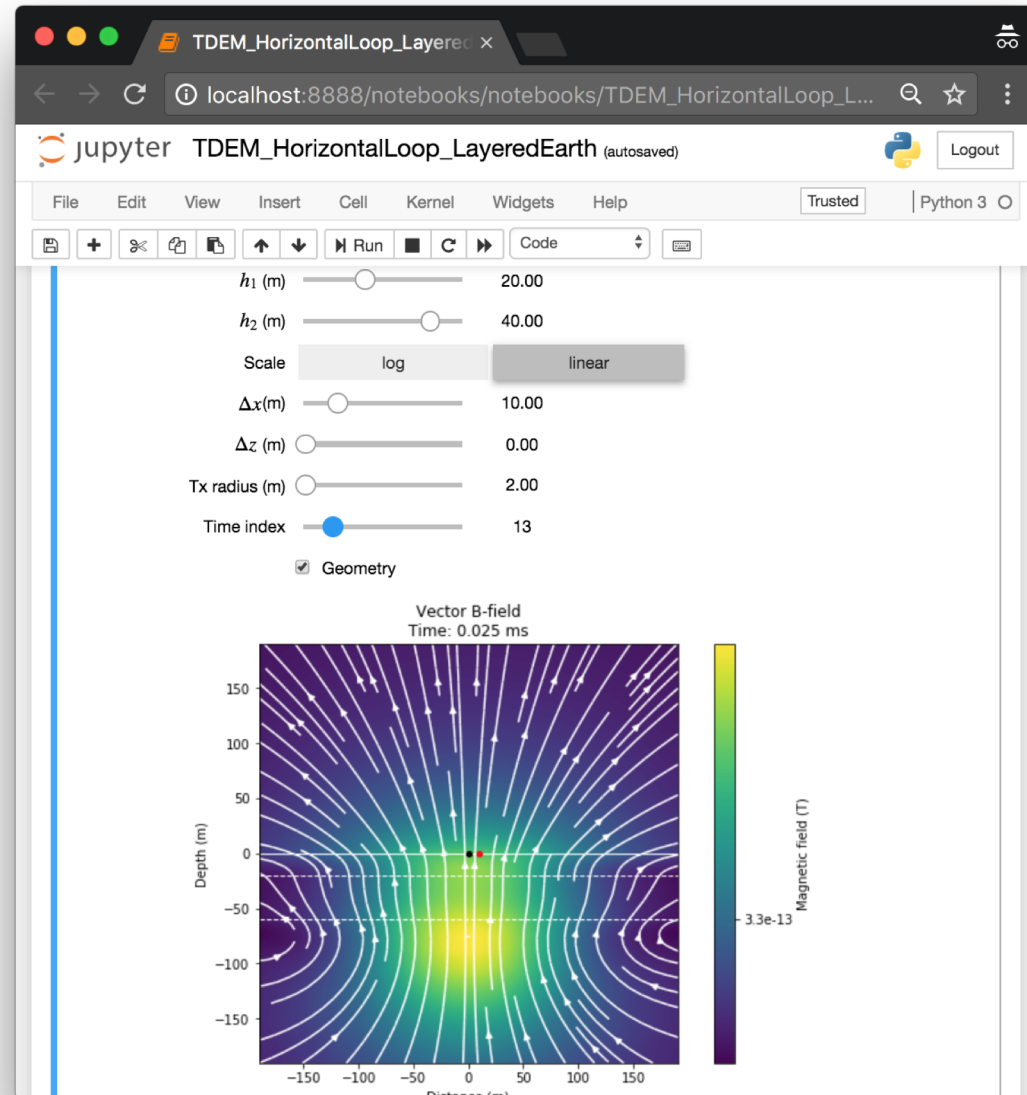 TDEM_HorizontalLoop_Layered
localhost:8888/notebooks/notebooks/TDEM_HorizontalLoop_L...
jupyter TDEM_HorizontalLoop_LayeredEarth (autosaved) Logout
File Edit View Insert Cell Kernel Widgets Help Trusted Python 3
Run Code
h₁ (m) 20.00
h₂ (m) 40.00
Scale log linear
Δx(m) 10.00
Δz (m) 0.00
Tx radius (m) 2.00
Time index 13
Geometry
Vector B-field
Time: 0.025 ms
150
100
50
0
−50
−100
−150
Depth (m)
−150 −100 −50 0 50 100 150
Distance (m)
3.3e-13
Magnetic field (T)